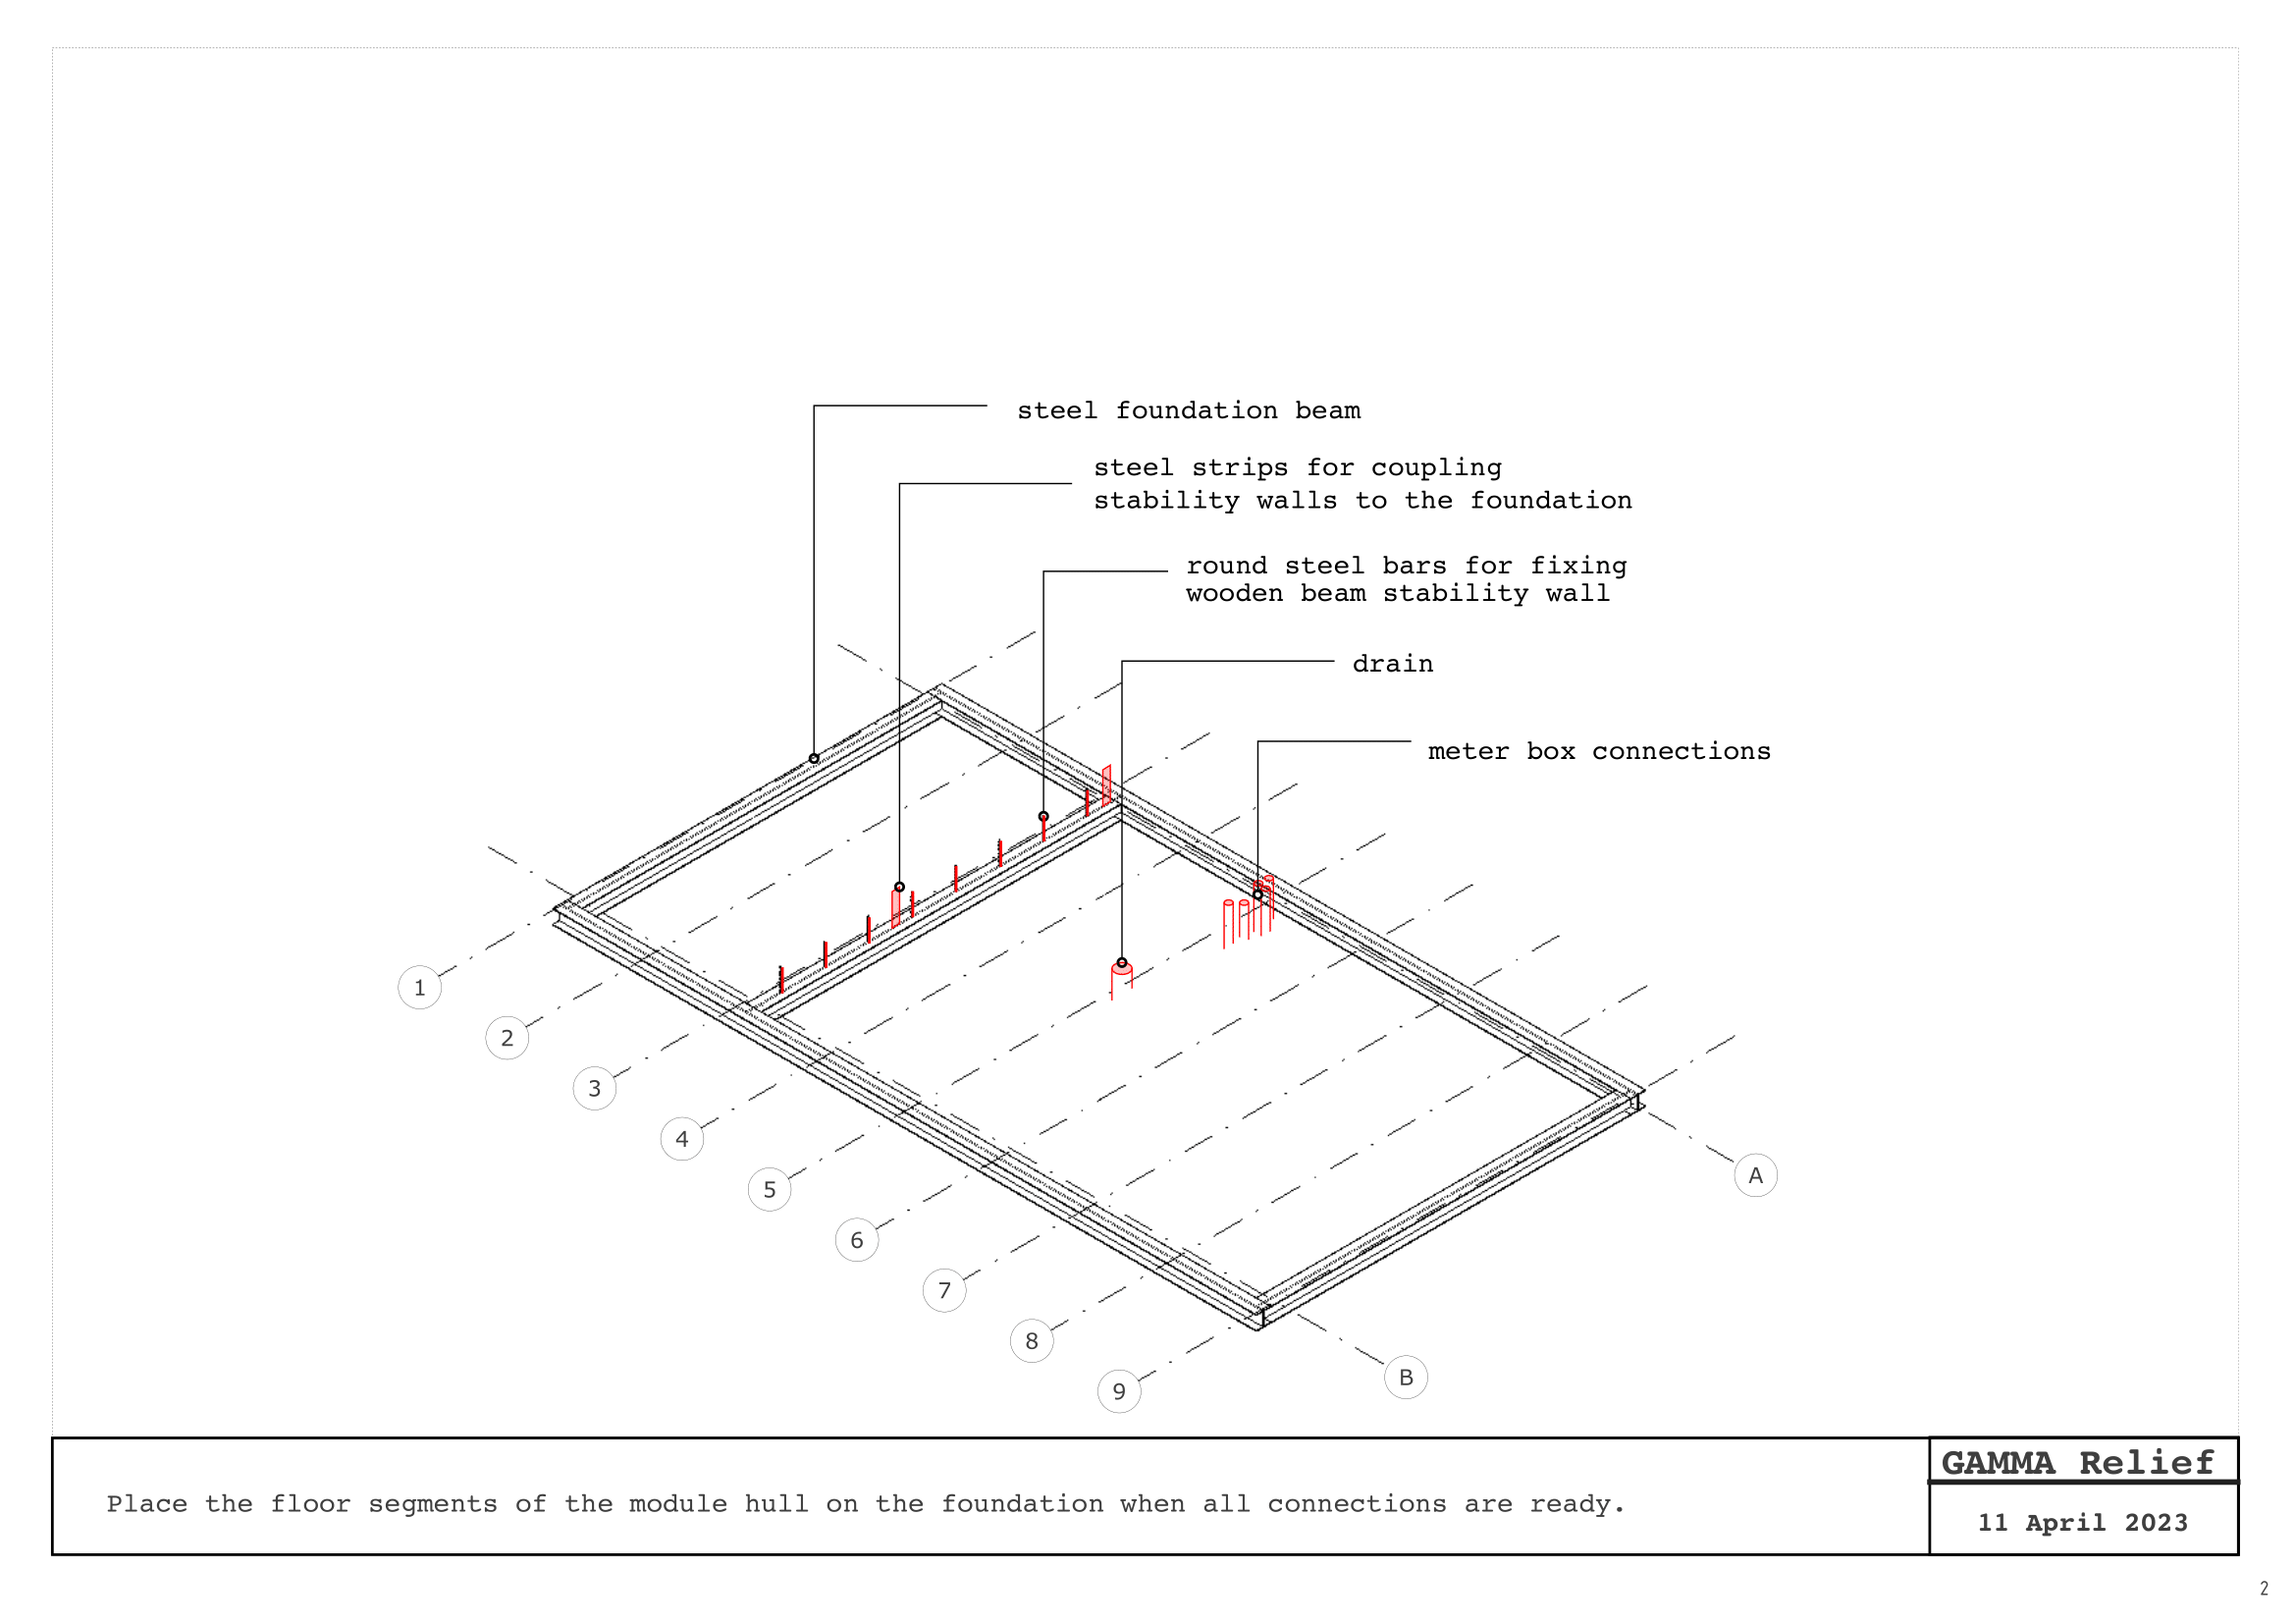 steel foundation beam
steel strips for coupling
stability walls to the foundation
round steel bars for fixing
wooden beam stability wall
drain
meter box connections
1
2
3
4
5
6
7
8
9
A
B
Place the floor segments of the module hull on the foundation when all connections are ready.
GAMMA Relief
11 April 2023
2